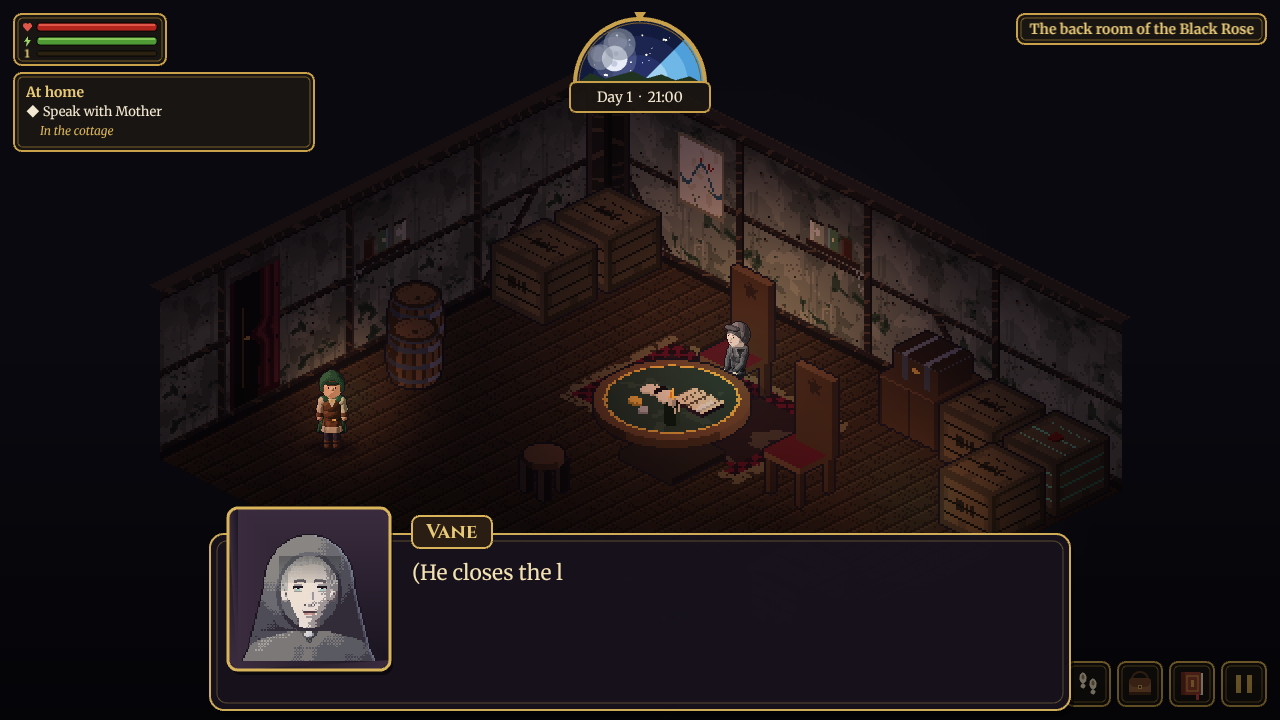 1
At home
◆ Speak with Mother
In the cottage
Day 1 · 21:00
The back room of the Black Rose
Vane
(He closes the l